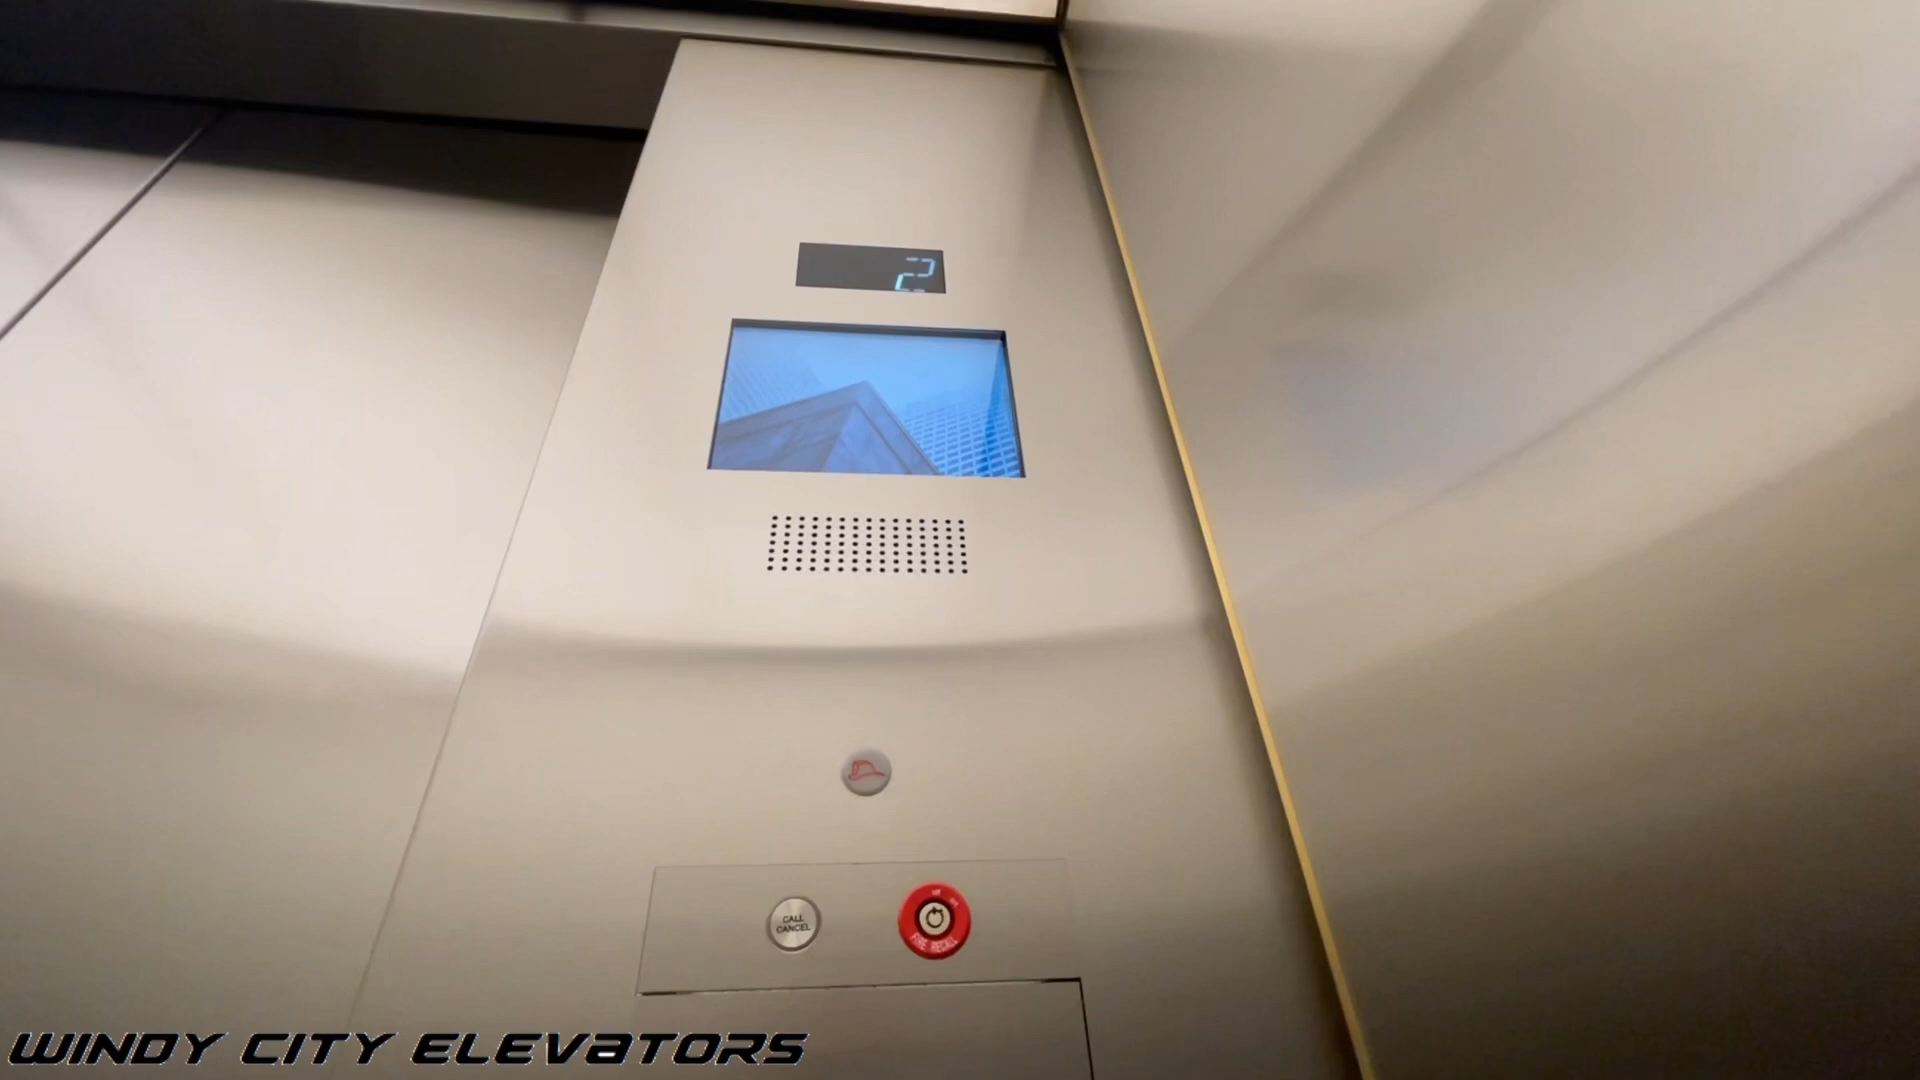 2
CALL
CANCEL
FIRE RECALL
WINDY CITY ELEVATORS